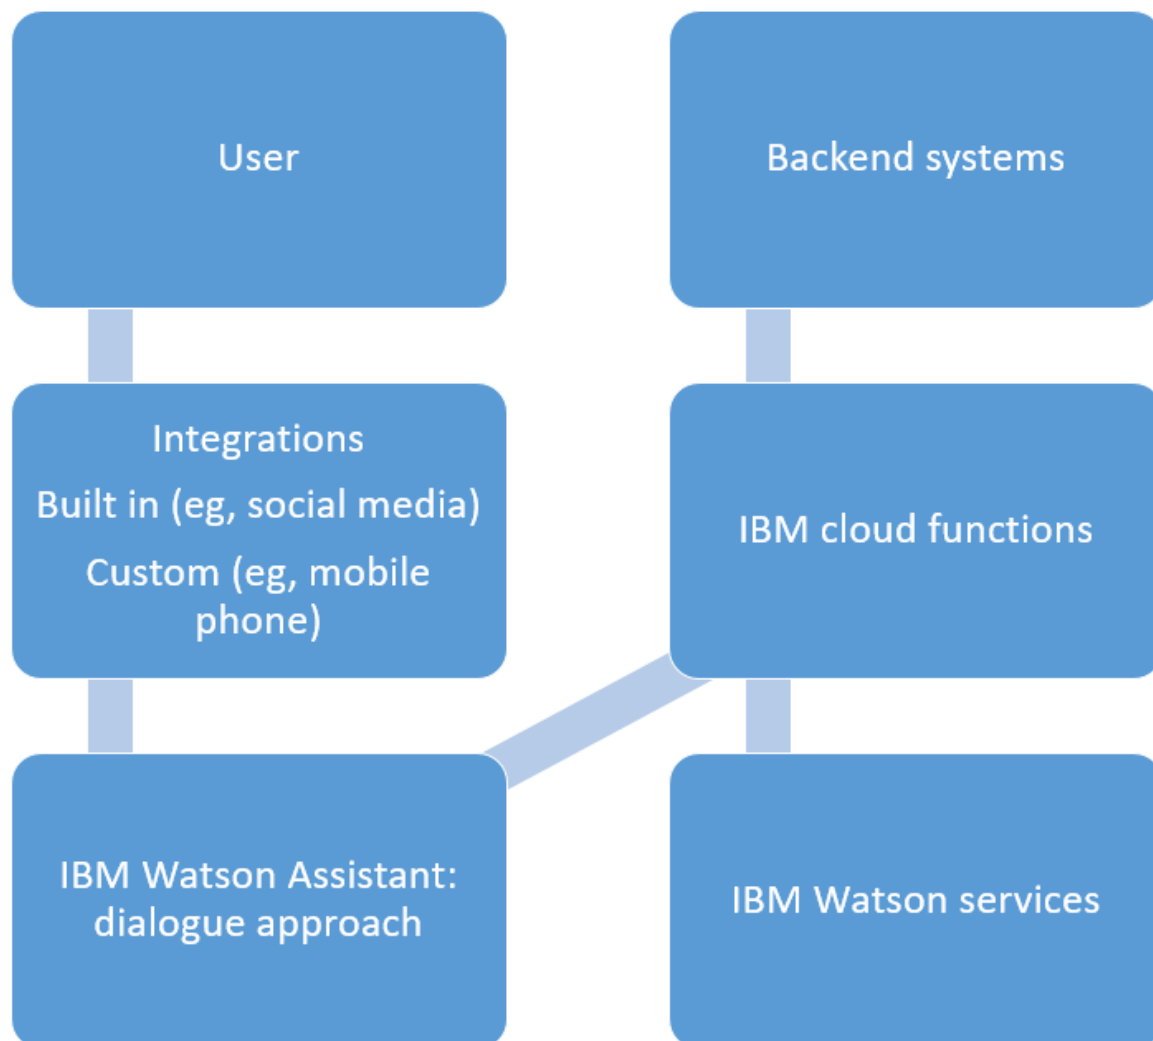 User
Integrations
Built in (eg, social media)
Custom (eg, mobile
phone)
IBM Watson Assistant:
dialogue approach
Backend systems
IBM cloud functions
IBM Watson services